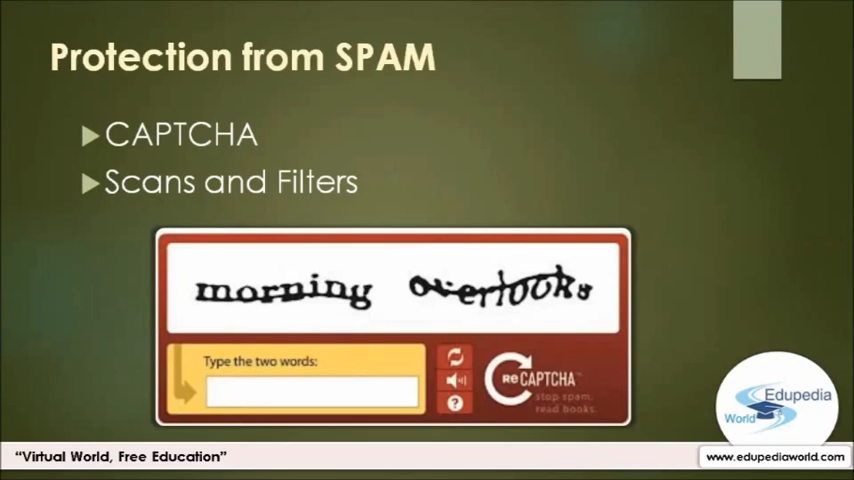 Protection from SPAM
CAPTCHA
Scans and Filters
morning overlooks
Type the two words:
reCAPTCHA™
stop spam.
read books.
Edupedia
World
"Virtual World, Free Education"
www.edupediaworld.com